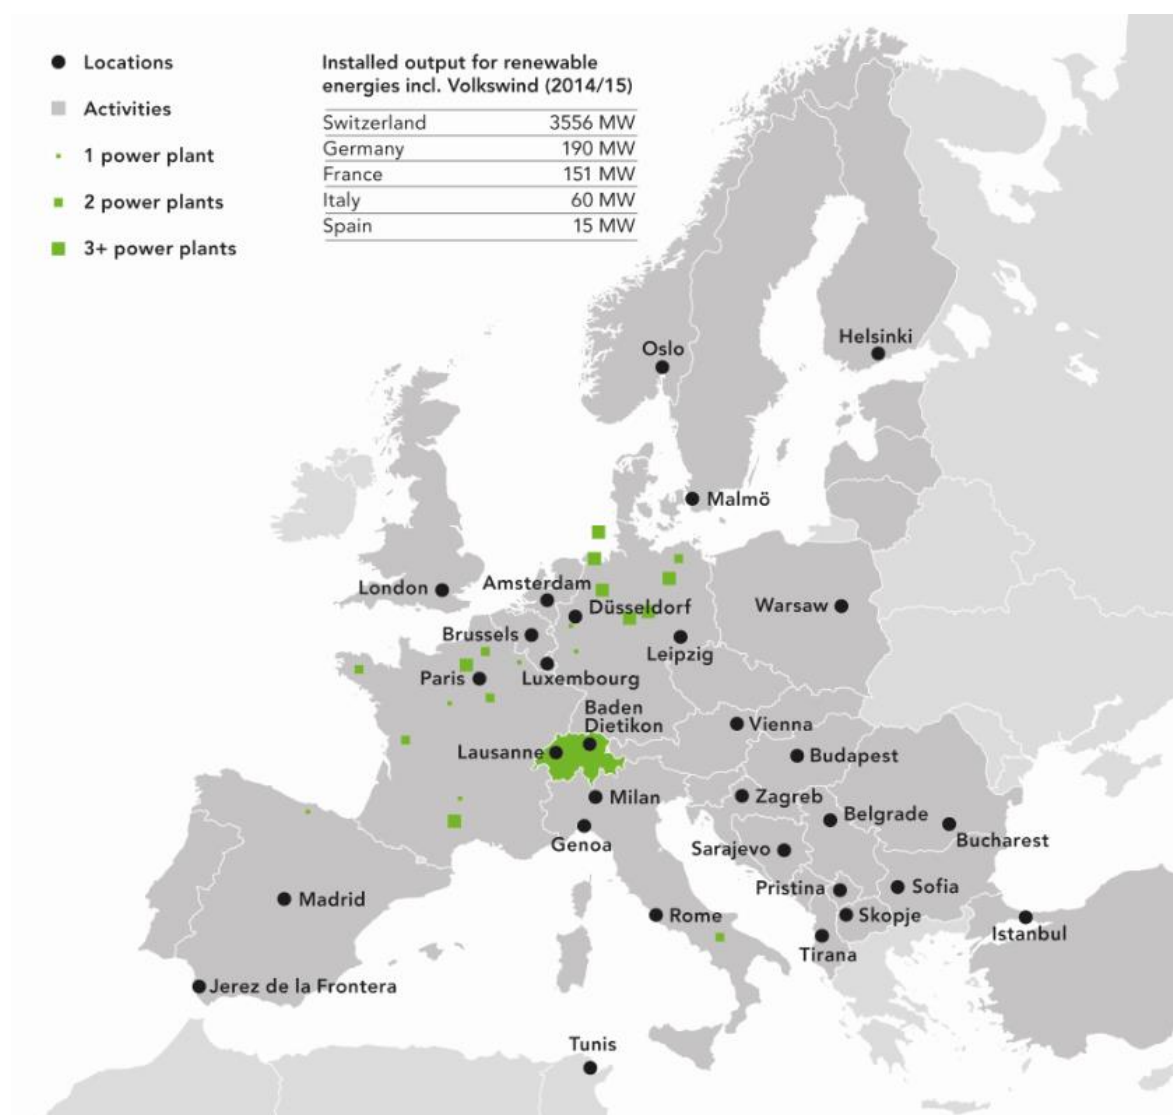 Locations
Activities
1 power plant
2 power plants
3+ power plants
Installed output for renewable
energies incl. Volkswind (2014/15)
Switzerland 3556 MW
Germany 190 MW
France 151 MW
Italy 60 MW
Spain 15 MW
Helsinki
Oslo
Malmö
Amsterdam
London
Düsseldorf
Warsaw
Brussels
Leipzig
Paris
Luxembourg
Baden
Dietikon
Vienna
Lausanne
Budapest
Milan
Zagreb
Belgrade
Genoa
Bucharest
Sarajevo
Pristina
Sofia
Madrid
Rome
Skopje
Istanbul
Tirana
Jerez de la Frontera
Tunis